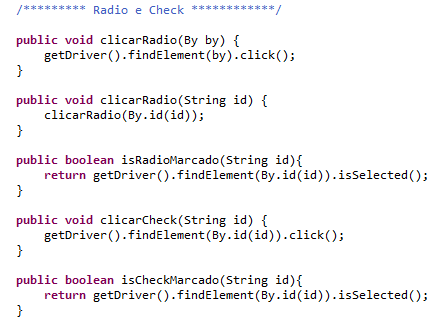 /********* Radio e Check ************/
public void clicarRadio(By by) {
getDriver().findElement(by).click();
}
public void clicarRadio(String id) {
clicarRadio(By.id(id));
}
public boolean isRadioMarcado(String id){
return getDriver().findElement(By.id(id)).isSelected();
}
public void clicarCheck(String id) {
getDriver().findElement(By.id(id)).click();
}
public boolean isCheckMarcado(String id){
return getDriver().findElement(By.id(id)).isSelected();
}